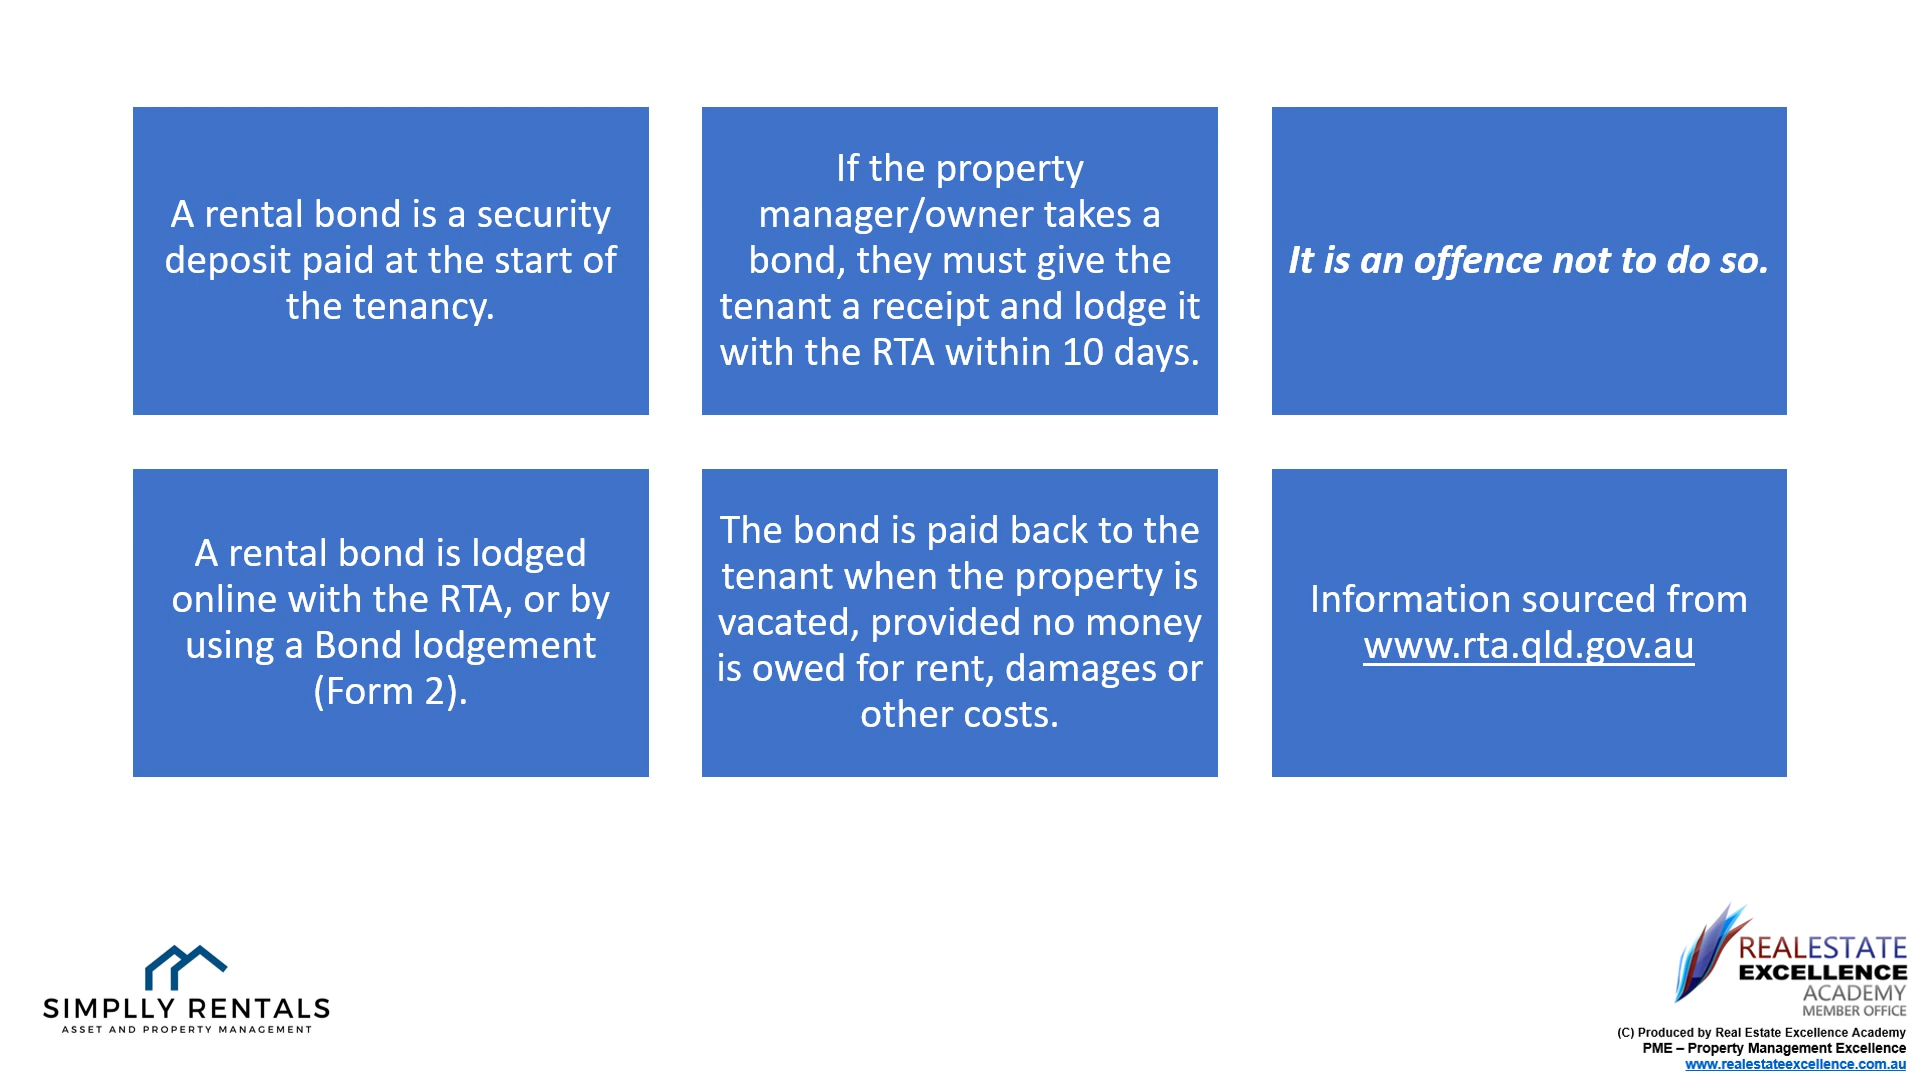 A rental bond is a security
deposit paid at the start of
the tenancy.
If the property
manager/owner takes a
bond, they must give the
tenant a receipt and lodge it
with the RTA within 10 days.
It is an offence not to do so.
A rental bond is lodged
online with the RTA, or by
using a Bond lodgement
(Form 2).
The bond is paid back to the
tenant when the property is
vacated, provided no money
is owed for rent, damages or
other costs.
Information sourced from
www.rta.qld.gov.au
SIMPLLY RENTALS
ASSET AND PROPERTY MANAGEMENT
REALESTATE
EXCELLENCE
ACADEMY
MEMBER OFFICE
(C) Produced by Real Estate Excellence Academy
PME – Property Management Excellence
www.realestateexcellence.com.au